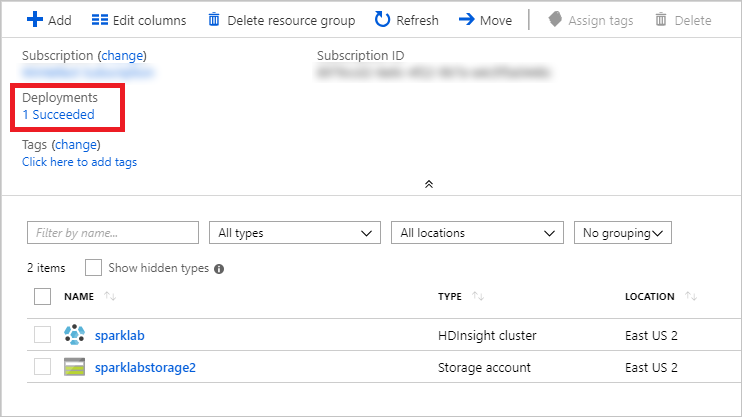 Add Edit columns Delete resource group Refresh Move Assign tags Delete
Subscription (change) Subscription ID
Deployments
1 Succeeded
Tags (change)
Click here to add tags
Filter by name... All types All locations No grouping
2 items Show hidden types
NAME TYPE LOCATION
sparklab HDInsight cluster East US 2
sparklabstorage2 Storage account East US 2